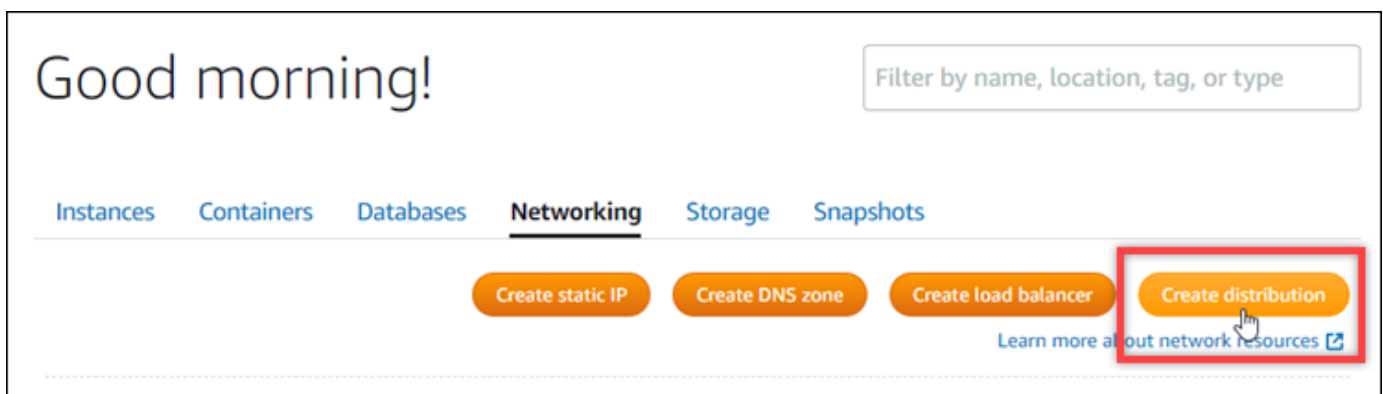 Good morning!
Filter by name, location, tag, or type
Instances Containers Databases Networking Storage Snapshots
Create static IP Create DNS zone Create load balancer Create distribution
Learn more about network resources